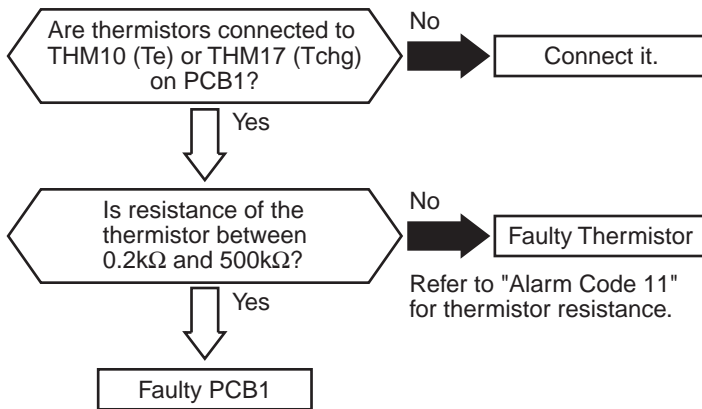 Are thermistors connected to
THM10 (Te) or THM17 (Tchg)
on PCB1?
No
Connect it.
Yes
Is resistance of the
thermistor between
0.2kΩ and 500kΩ?
No
Faulty Thermistor
Refer to "Alarm Code 11"
for thermistor resistance.
Yes
Faulty PCB1